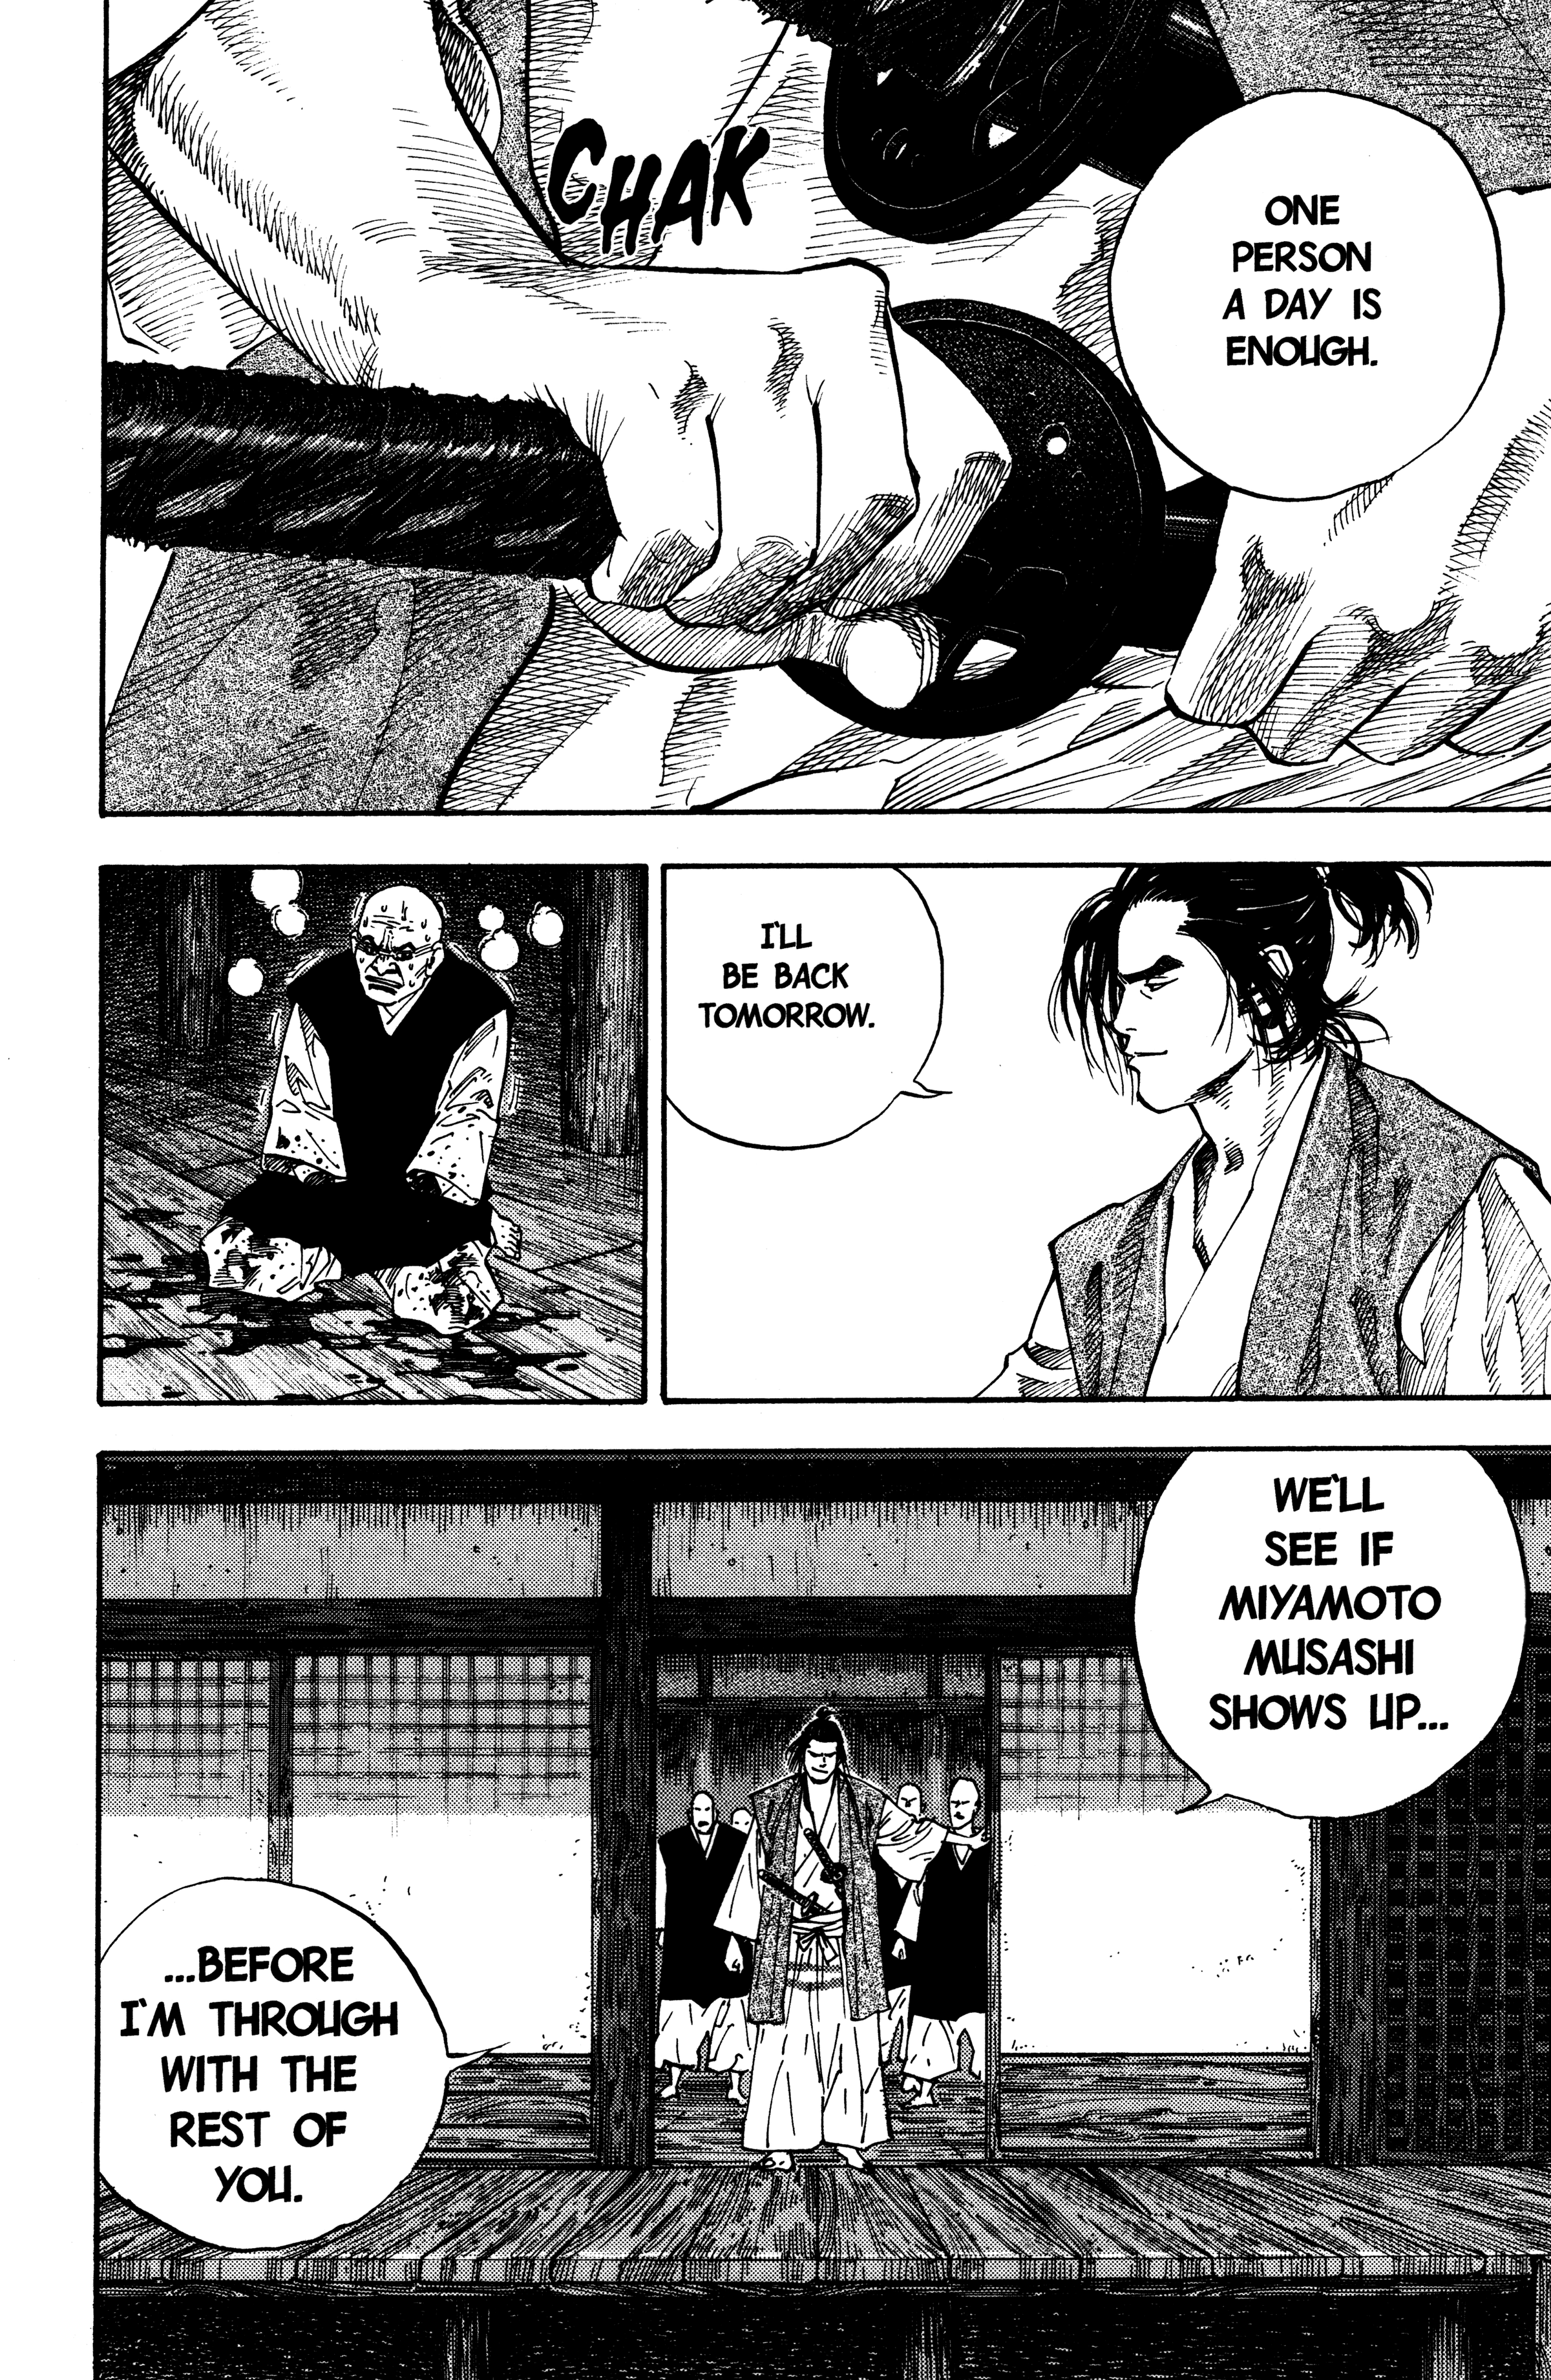 CHAK
ONE
PERSON
A DAY IS
ENOUGH.
I'LL
BE BACK
TOMORROW.
WE'LL
SEE IF
MIYAMOTO
MUSASHI
SHOWS UP...
...BEFORE
I'M THROUGH
WITH THE
REST OF
YOU.